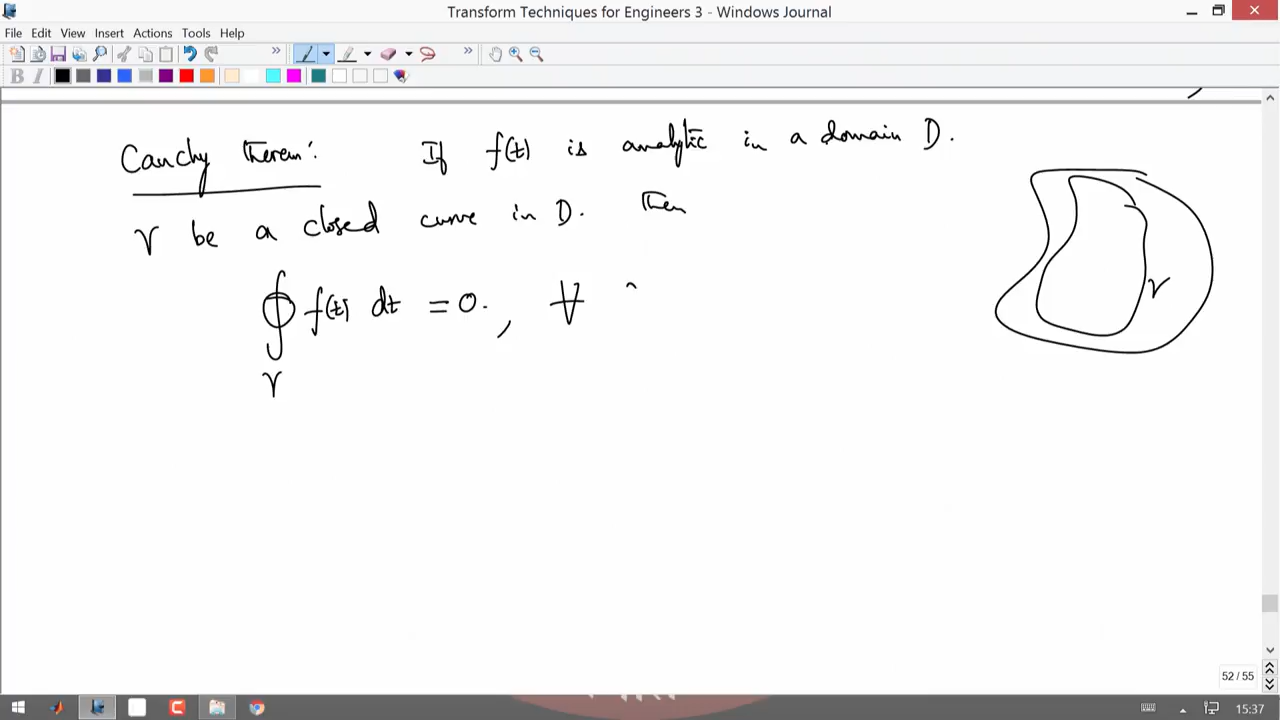 Transform Techniques for Engineers 3 - Windows Journal
File Edit View Insert Actions Tools Help
Cauchy therem: If f(z) is analytic in a domain D.
γ be a closed curve in D. Then
∮ f(z) dz = 0. , ∀
γ
γ
52 / 55
15:37